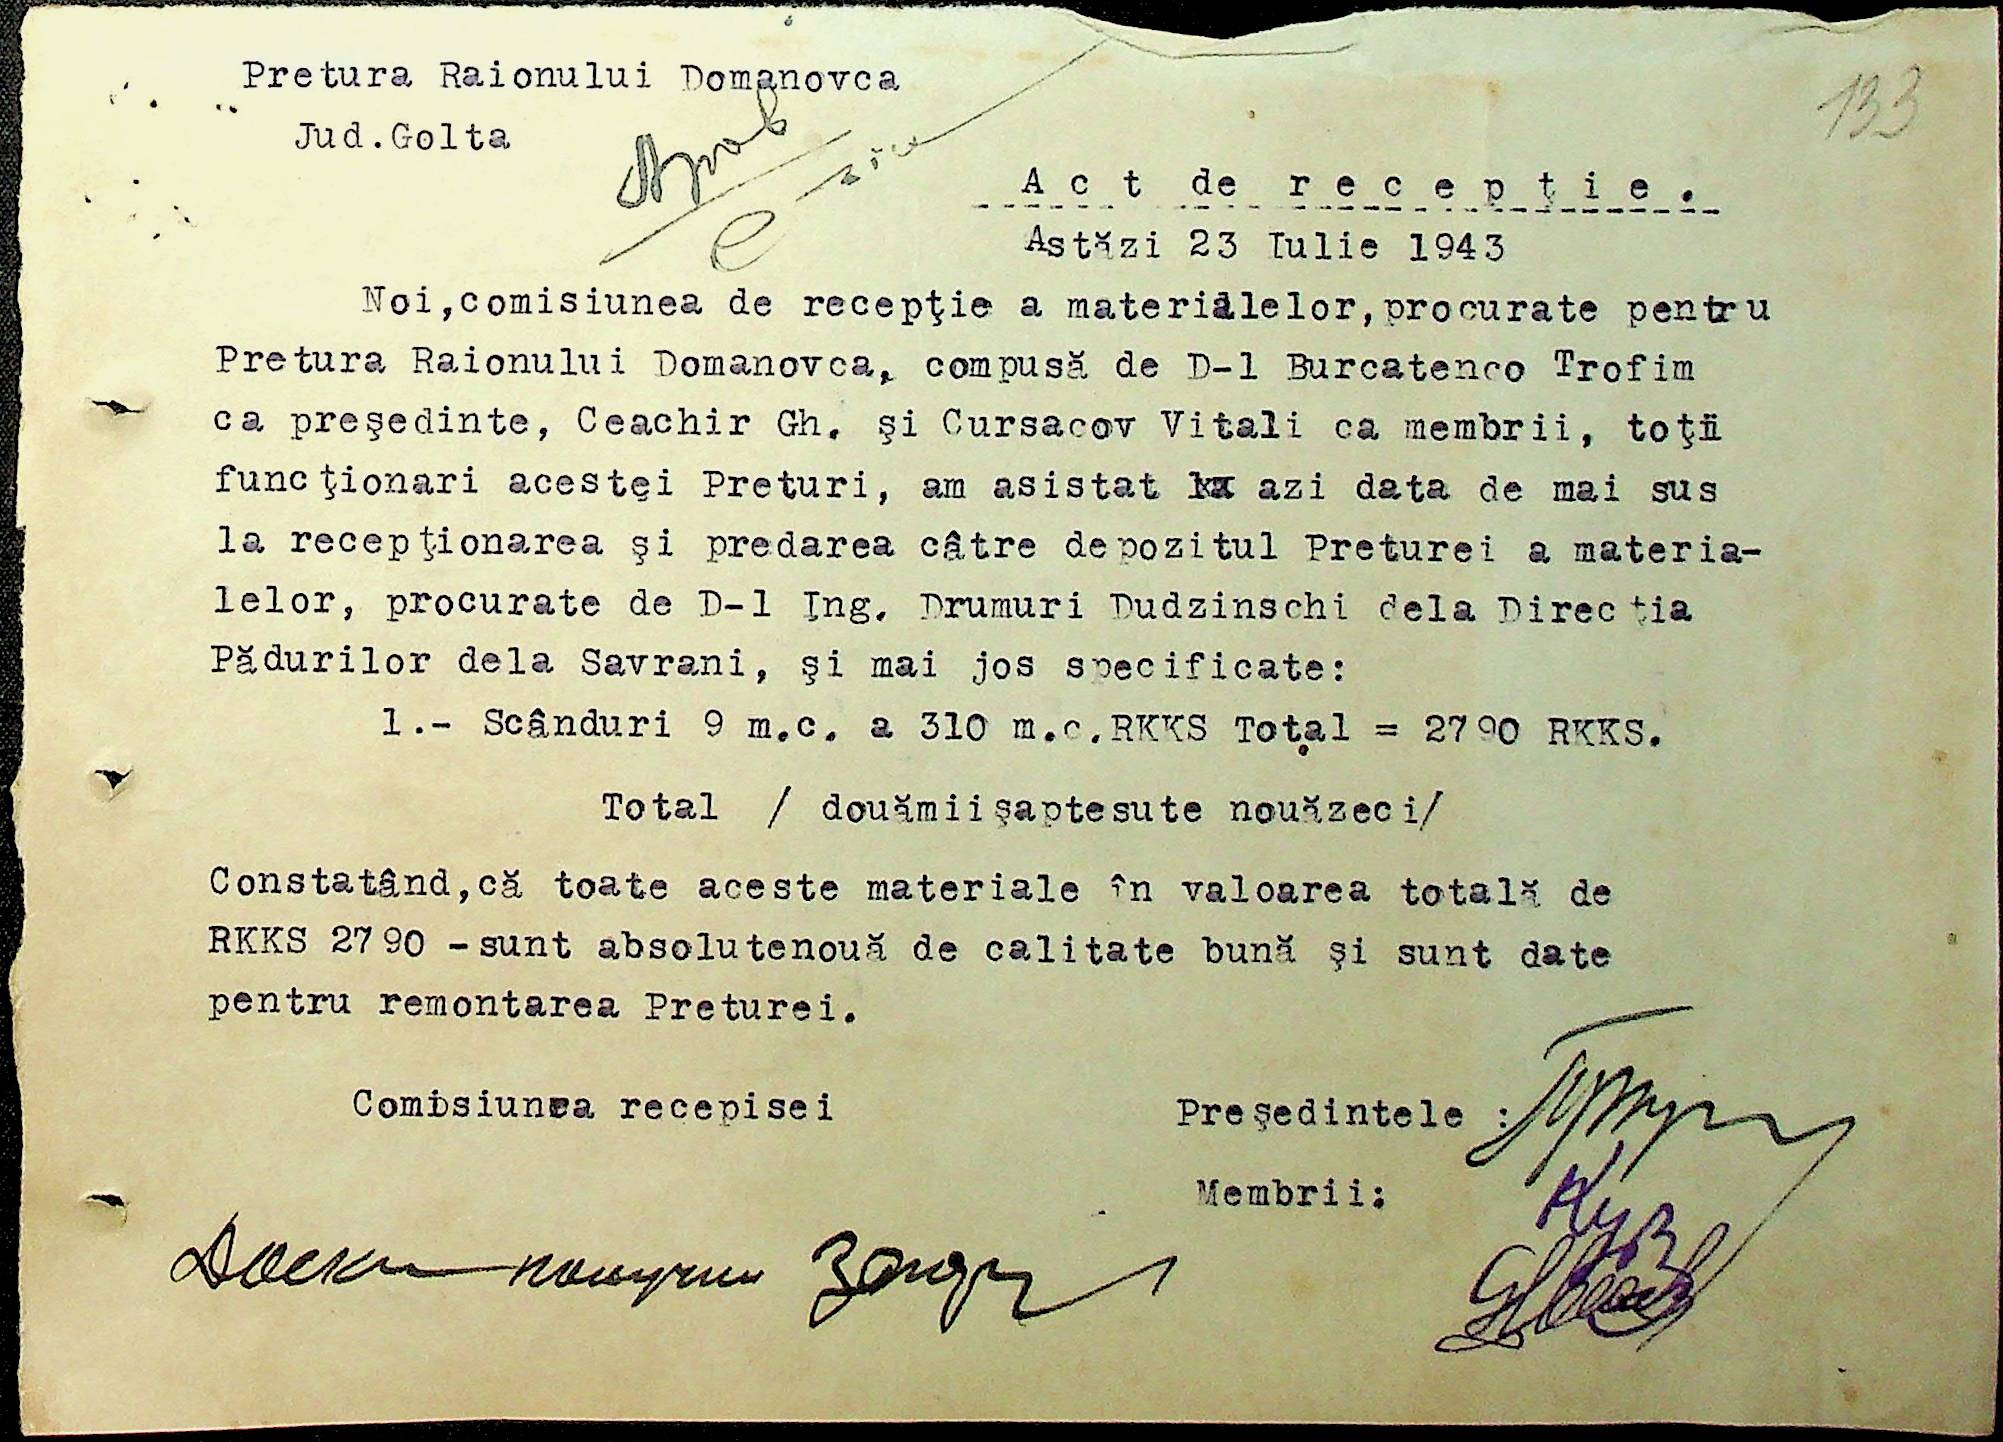 Pretura Raionului Domanovca
133
Jud.Golta
Aprob
Act de recepţie.
Astăzi 23 Iulie 1943
Noi,comisiunea de recepţie a materialelor,procurate pentru
Pretura Raionului Domanovca, compusă de D-l Burcatenco Trofim
ca preşedinte, Ceachir Gh. şi Cursacov Vitali ca membrii, toţii
funcţionari acestei Preturi, am asistat azi data de mai sus
la recepţionarea şi predarea câtre depozitul Preturei a materia-
lelor, procurate de D-l Ing. Drumuri Dudzinschi dela Direcţia
Pădurilor dela Savrani, şi mai jos specificate:
1.- Scânduri 9 m.c. a 310 m.c.RKKS Total = 2790 RKKS.
Total / douămiişaptesute nouăzeci/
Constatând,că toate aceste materiale în valoarea totală de
RKKS 2790 -sunt absolutenouă de calitate bună şi sunt date
pentru remontarea Preturei.
Comisiunea recepisei
Preşedintele :
Membrii:
Доски получил